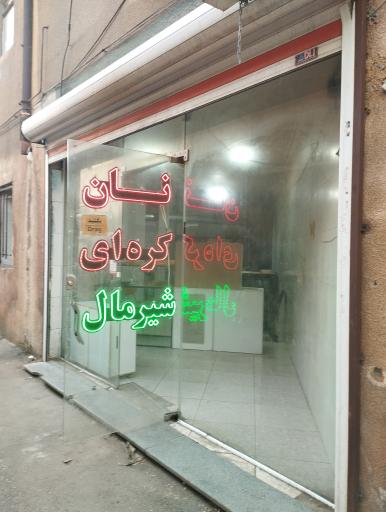 نان
کره‌ای
شیرمال